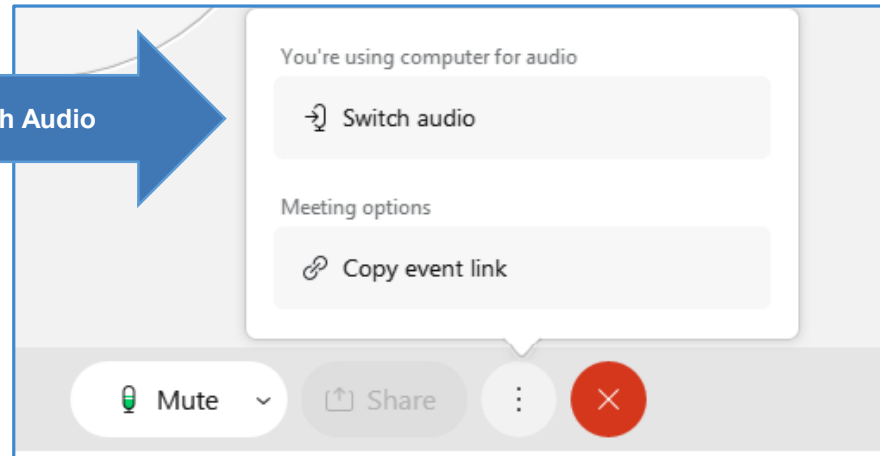 You're using computer for audio
h Audio
Switch audio
Meeting options
Copy event link
Mute
Share